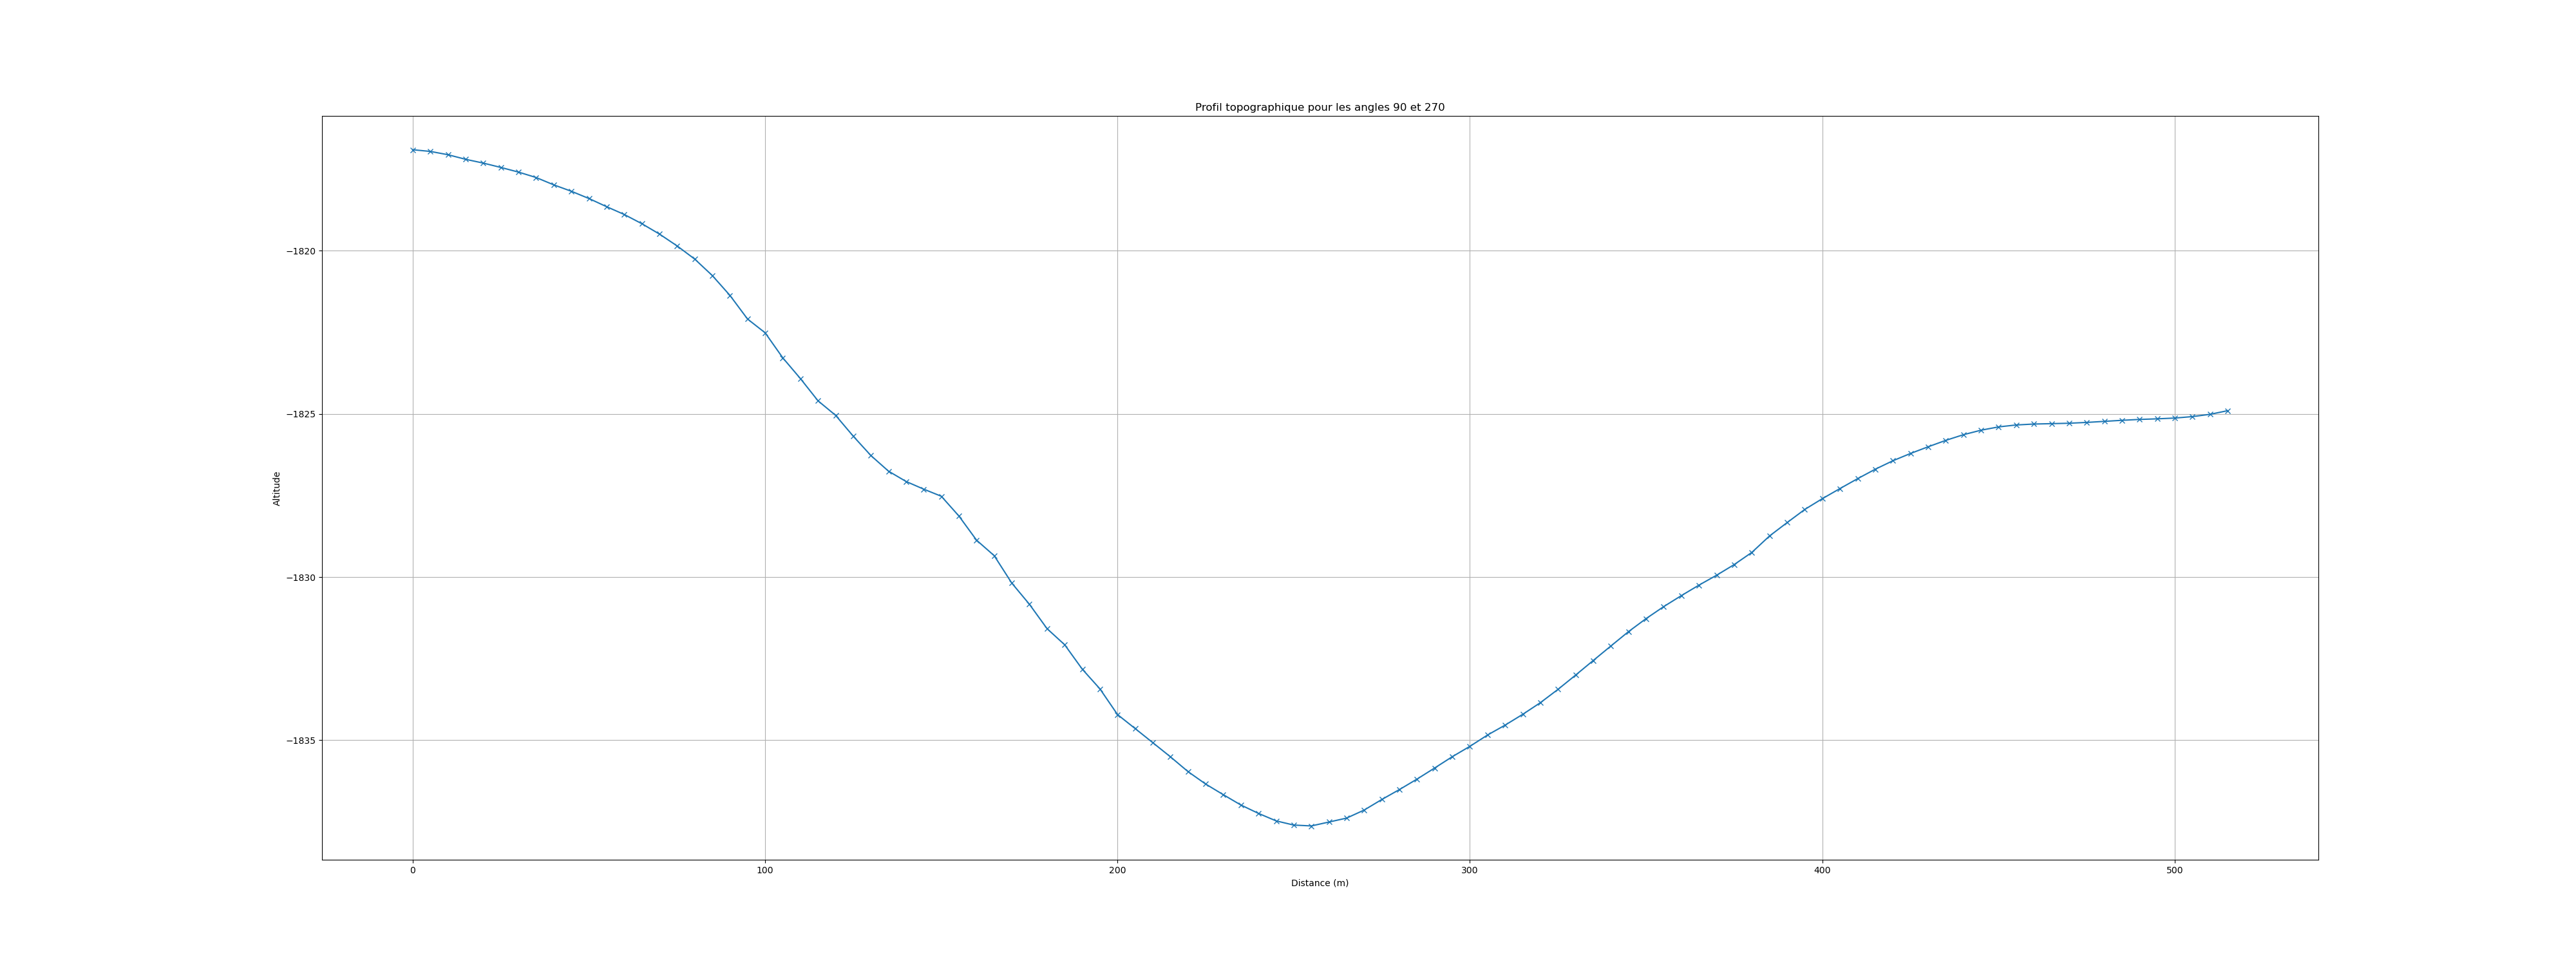 Profil topographique pour les angles 90 et 270
−1820
−1825
−1830
−1835
Altitude
0 100 200 300 400 500
Distance (m)